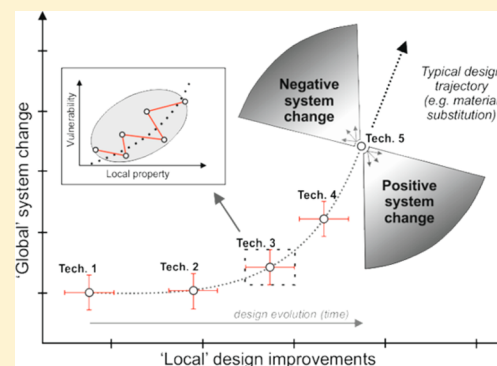 Negative
system
change
Typical design
trajectory
(e.g. material
substitution)
Vulnerability
Local property
Tech. 5
Positive
system
change
Tech. 4
Tech. 3
Tech. 2
Tech. 1
design evolution (time)
'Global' system change
'Local' design improvements